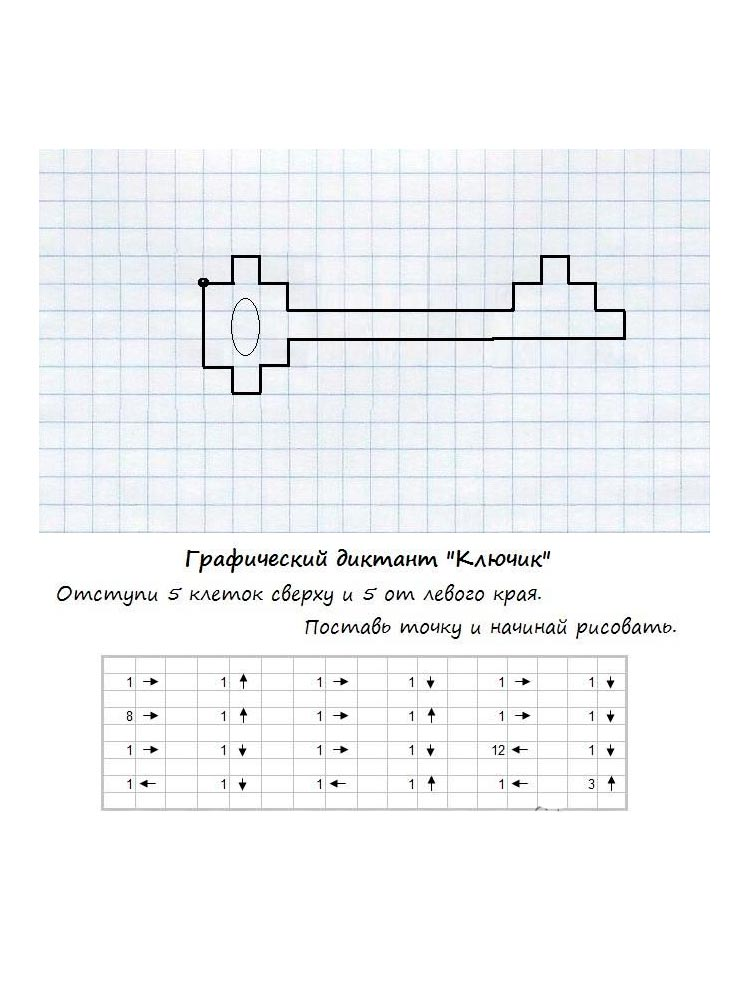 Графический диктант "Ключик"
Отступи 5 клеток сверху и 5 от левого края.
Поставь точку и начинай рисовать.
1 → 1 ↑ 1 → 1 ↓ 1 → 1 ↓
8 → 1 ↑ 1 → 1 ↑ 1 → 1 ↓
1 → 1 ↓ 1 → 1 ↓ 12 ← 1 ↓
1 ← 1 ↓ 1 ← 1 ↑ 1 ← 3 ↑